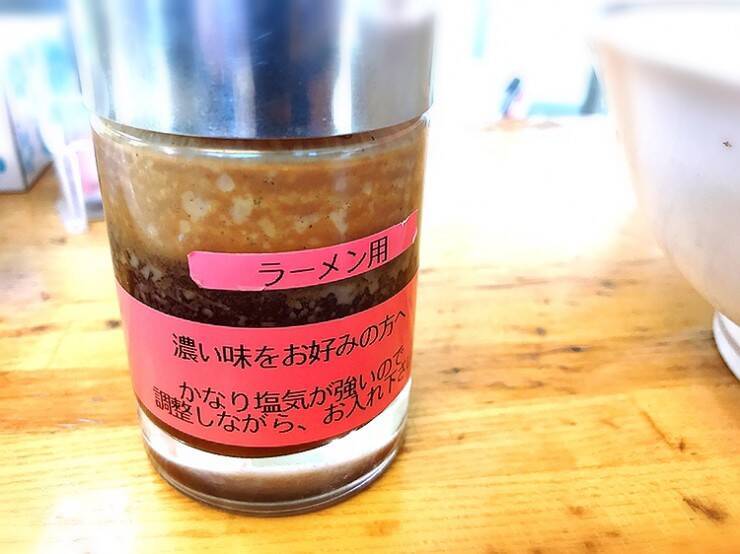 ラーメン用
濃い味をお好みの方へ
かなり塩気が強いので
調整しながら、お入れ下さ